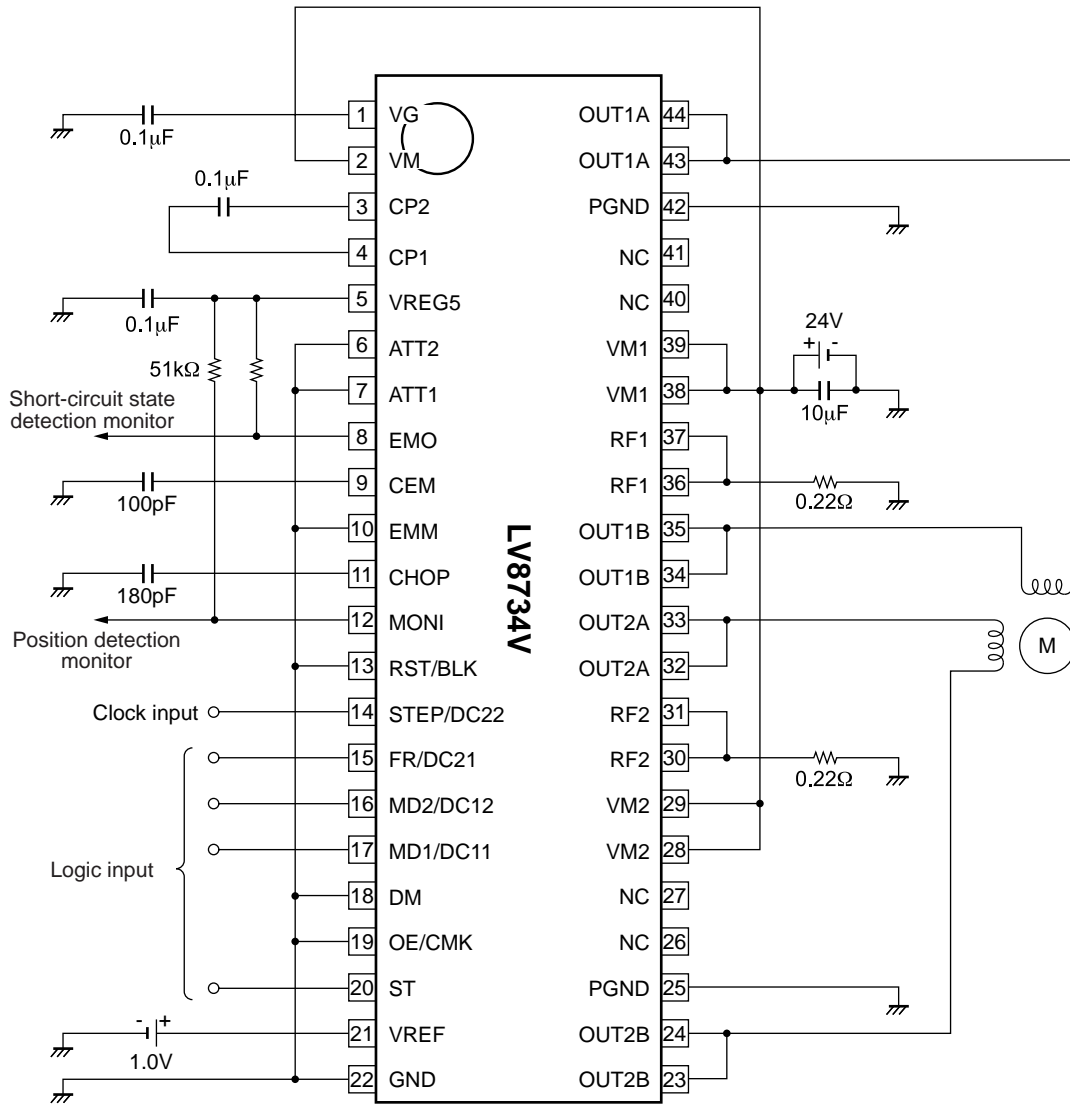 1 VG OUT1A 44
0.1µF
2 VM OUT1A 43
0.1µF
3 CP2 PGND 42
4 CP1 NC 41
5 VREG5 NC 40
0.1µF
24V
+ -
6 ATT2 VM1 39
51kΩ
7 ATT1 VM1 38
10µF
Short-circuit state
detection monitor
8 EMO RF1 37
9 CEM RF1 36
100pF
0.22Ω
10 EMM OUT1B 35
11 CHOP OUT1B 34
180pF
LV8734V
12 MONI OUT2A 33
Position detection
monitor
M
13 RST/BLK OUT2A 32
Clock input 14 STEP/DC22 RF2 31
15 FR/DC21 RF2 30
0.22Ω
16 MD2/DC12 VM2 29
17 MD1/DC11 VM2 28
Logic input
18 DM NC 27
19 OE/CMK NC 26
20 ST PGND 25
- +
21 VREF OUT2B 24
1.0V
22 GND OUT2B 23